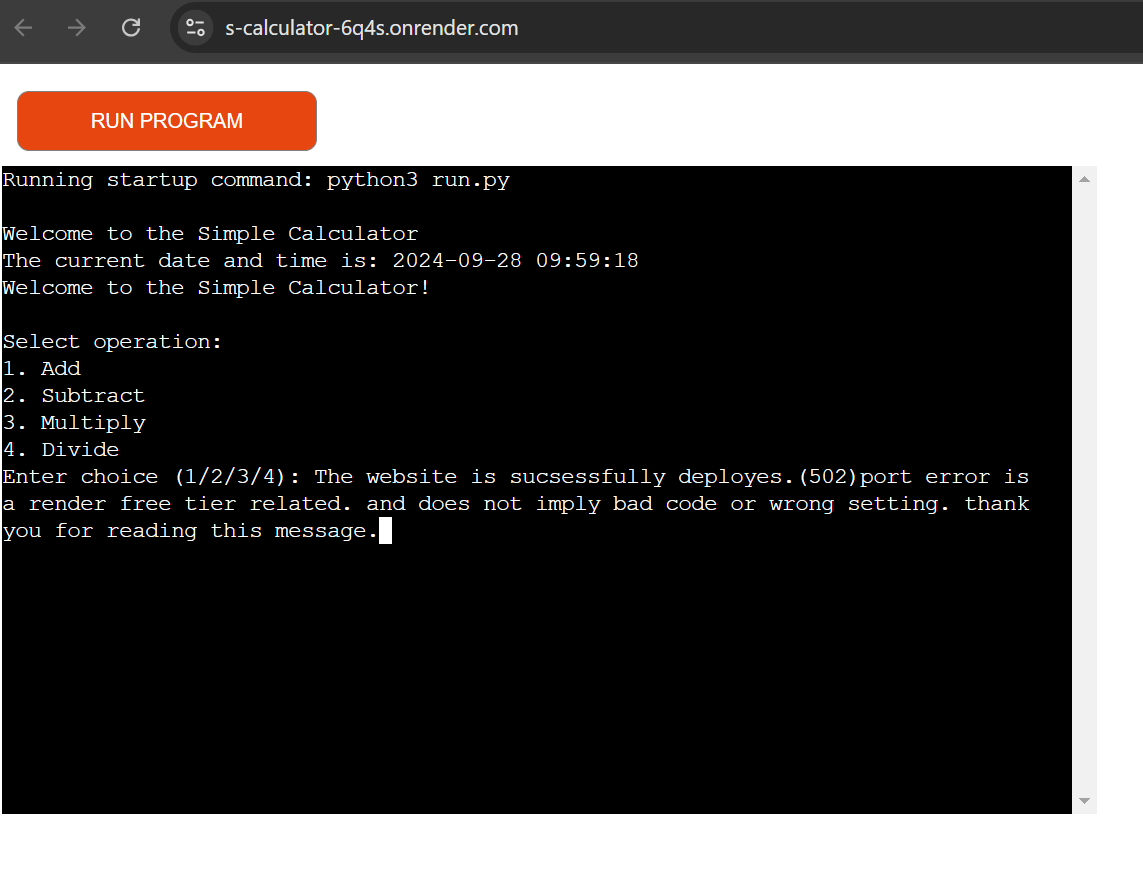 s-calculator-6q4s.onrender.com
RUN PROGRAM
Running startup command: python3 run.py
Welcome to the Simple Calculator
The current date and time is: 2024-09-28 09:59:18
Welcome to the Simple Calculator!
Select operation:
1. Add
2. Subtract
3. Multiply
4. Divide
Enter choice (1/2/3/4): The website is sucsessfully deployes.(502)port error is
a render free tier related. and does not imply bad code or wrong setting. thank
you for reading this message.